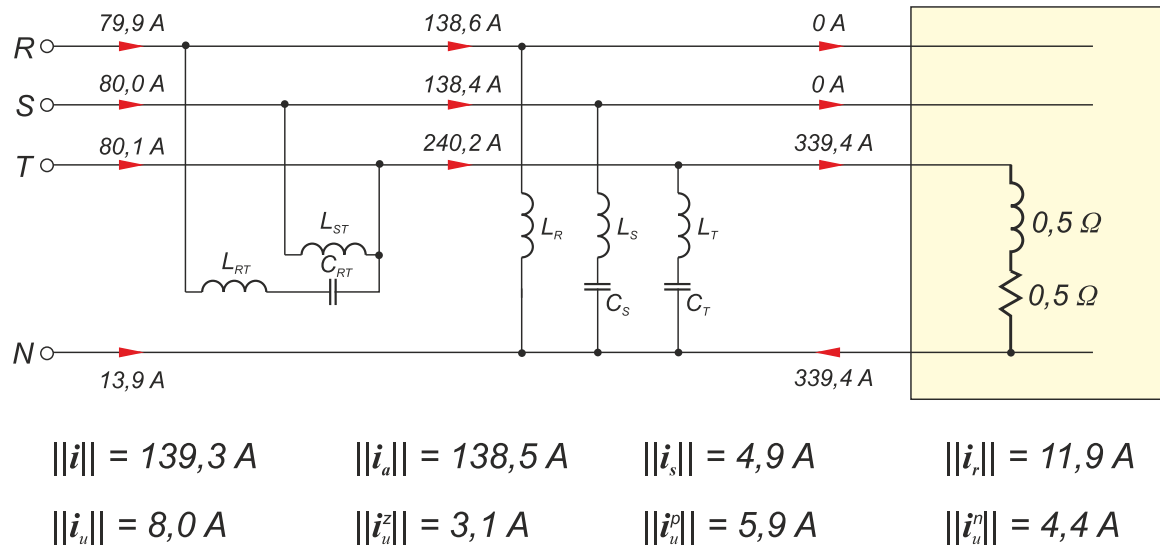 79,9 A 138,6 A 0 A
R
80,0 A 138,4 A 0 A
S
80,1 A 240,2 A 339,4 A
T
L_ST L_R L_S L_T 0,5 Ω
L_RT C_RT
C_S C_T 0,5 Ω
N
13,9 A 339,4 A
||i|| = 139,3 A ||i_a|| = 138,5 A ||i_s|| = 4,9 A ||i_r|| = 11,9 A
||i_u|| = 8,0 A ||i_u^z|| = 3,1 A ||i_u^p|| = 5,9 A ||i_u^n|| = 4,4 A